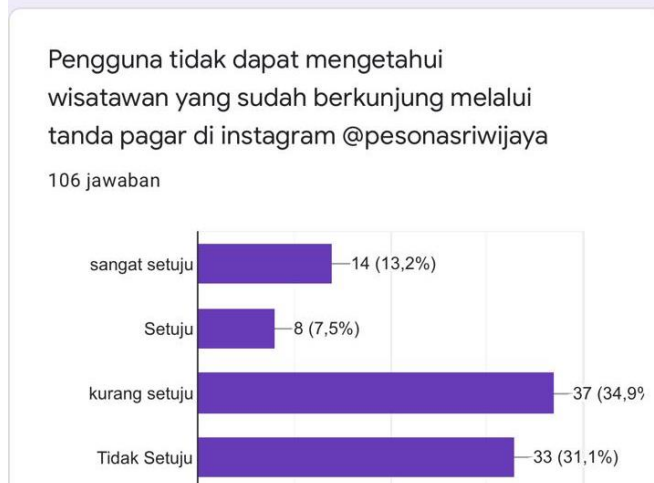 Pengguna tidak dapat mengetahui
wisatawan yang sudah berkunjung melalui
tanda pagar di instagram @pesonasriwijaya
106 jawaban
sangat setuju 14 (13,2%)
Setuju 8 (7,5%)
kurang setuju 37 (34,9%
Tidak Setuju 33 (31,1%)